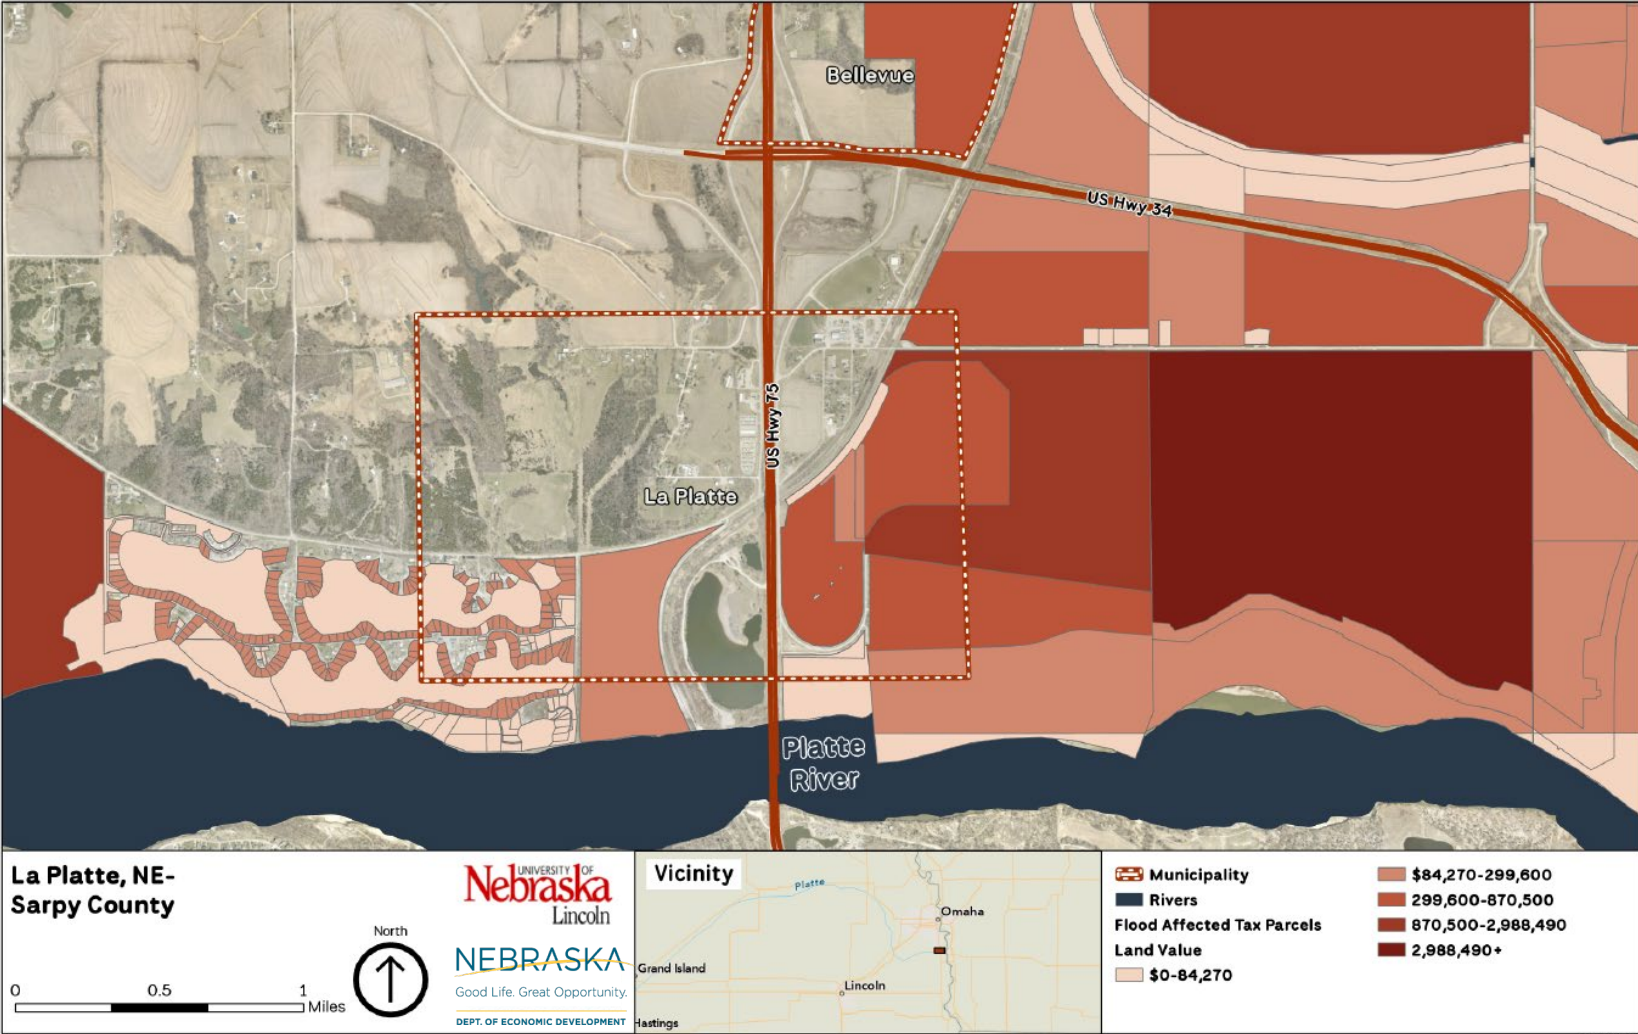 Bellevue
US Hwy 34
US Hwy 75
La Platte
Platte
River
La Platte, NE-
Sarpy County
0
0.5
1
Miles
North
UNIVERSITY OF
Nebraska
Lincoln
NEBRASKA
Good Life. Great Opportunity.
DEPT. OF ECONOMIC DEVELOPMENT
Vicinity
Platte
Omaha
Grand Island
Lincoln
Hastings
Municipality
Rivers
Flood Affected Tax Parcels
Land Value
$0-84,270
$84,270-299,600
299,600-870,500
870,500-2,988,490
2,988,490+